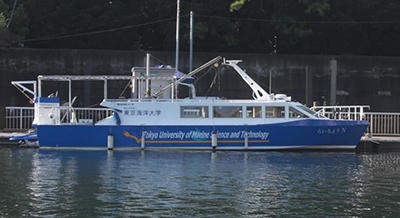 東京海洋大学
Tokyo University of Marine Science and Technology